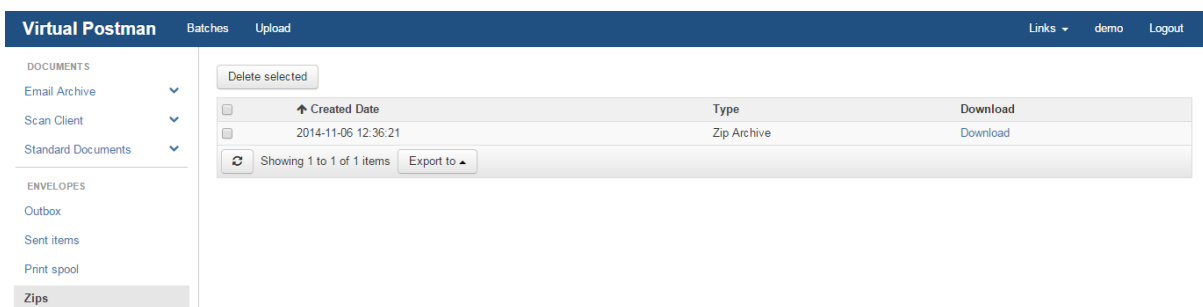 Virtual Postman Batches Upload Links demo Logout
DOCUMENTS
Email Archive
Scan Client
Standard Documents
ENVELOPES
Outbox
Sent items
Print spool
Zips
Delete selected
Created Date Type Download
2014-11-06 12:36:21 Zip Archive Download
Showing 1 to 1 of 1 items Export to